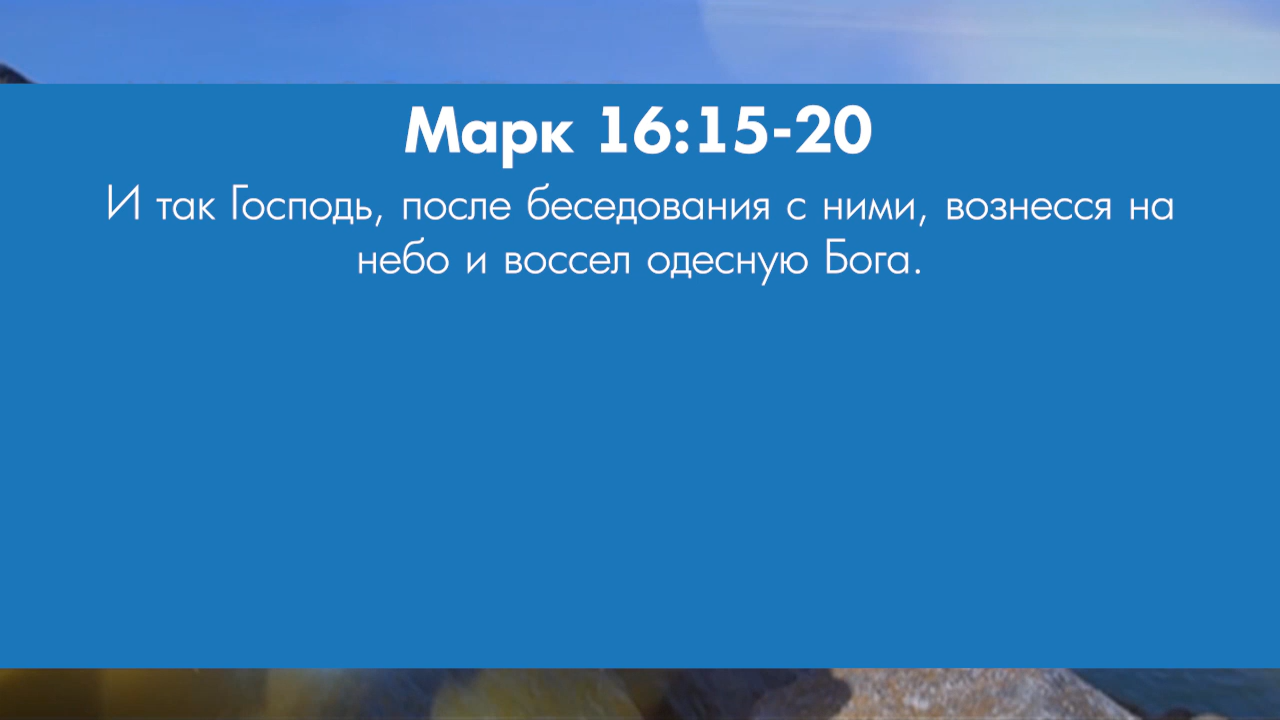 Марк 16:15-20
И так Господь, после беседования с ними, вознесся на
небо и воссел одесную Бога.